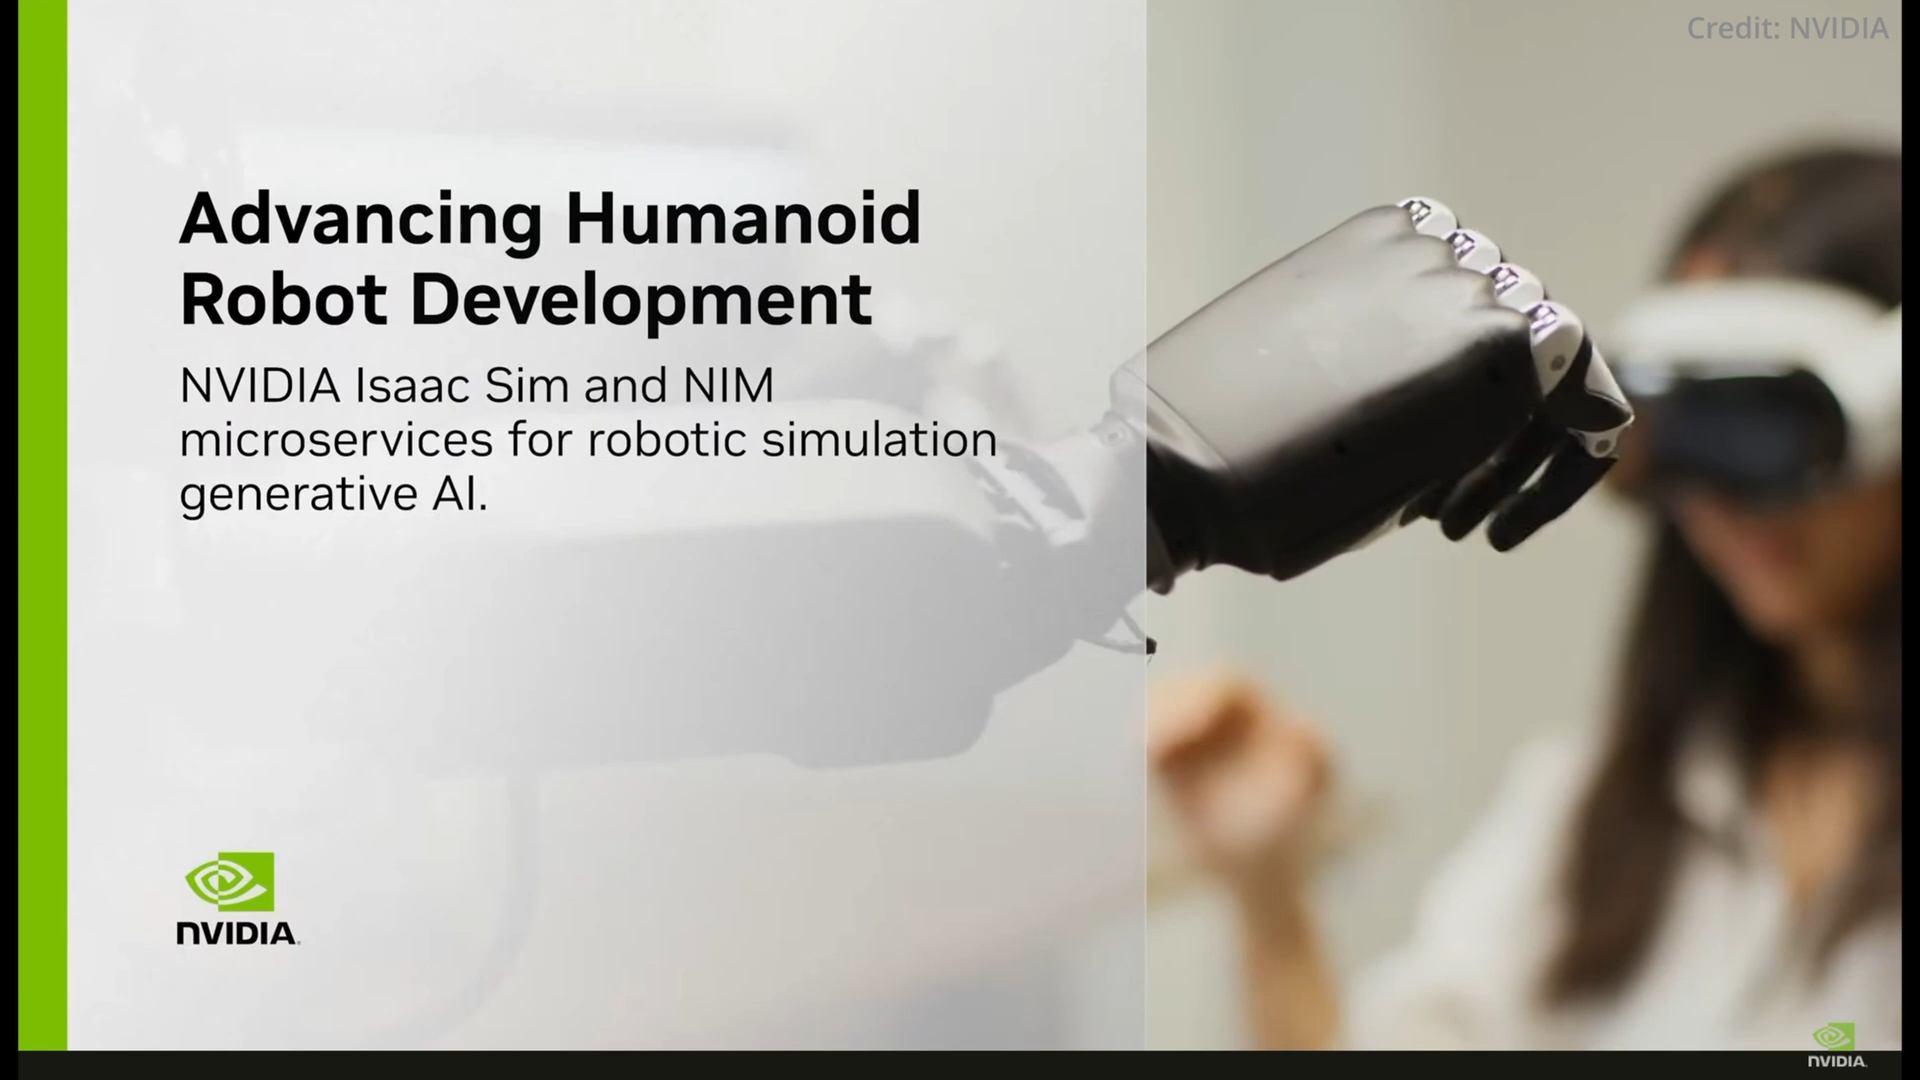 Credit: NVIDIA
Advancing Humanoid
Robot Development
NVIDIA Isaac Sim and NIM
microservices for robotic simulation
generative AI.
NVIDIA
NVIDIA